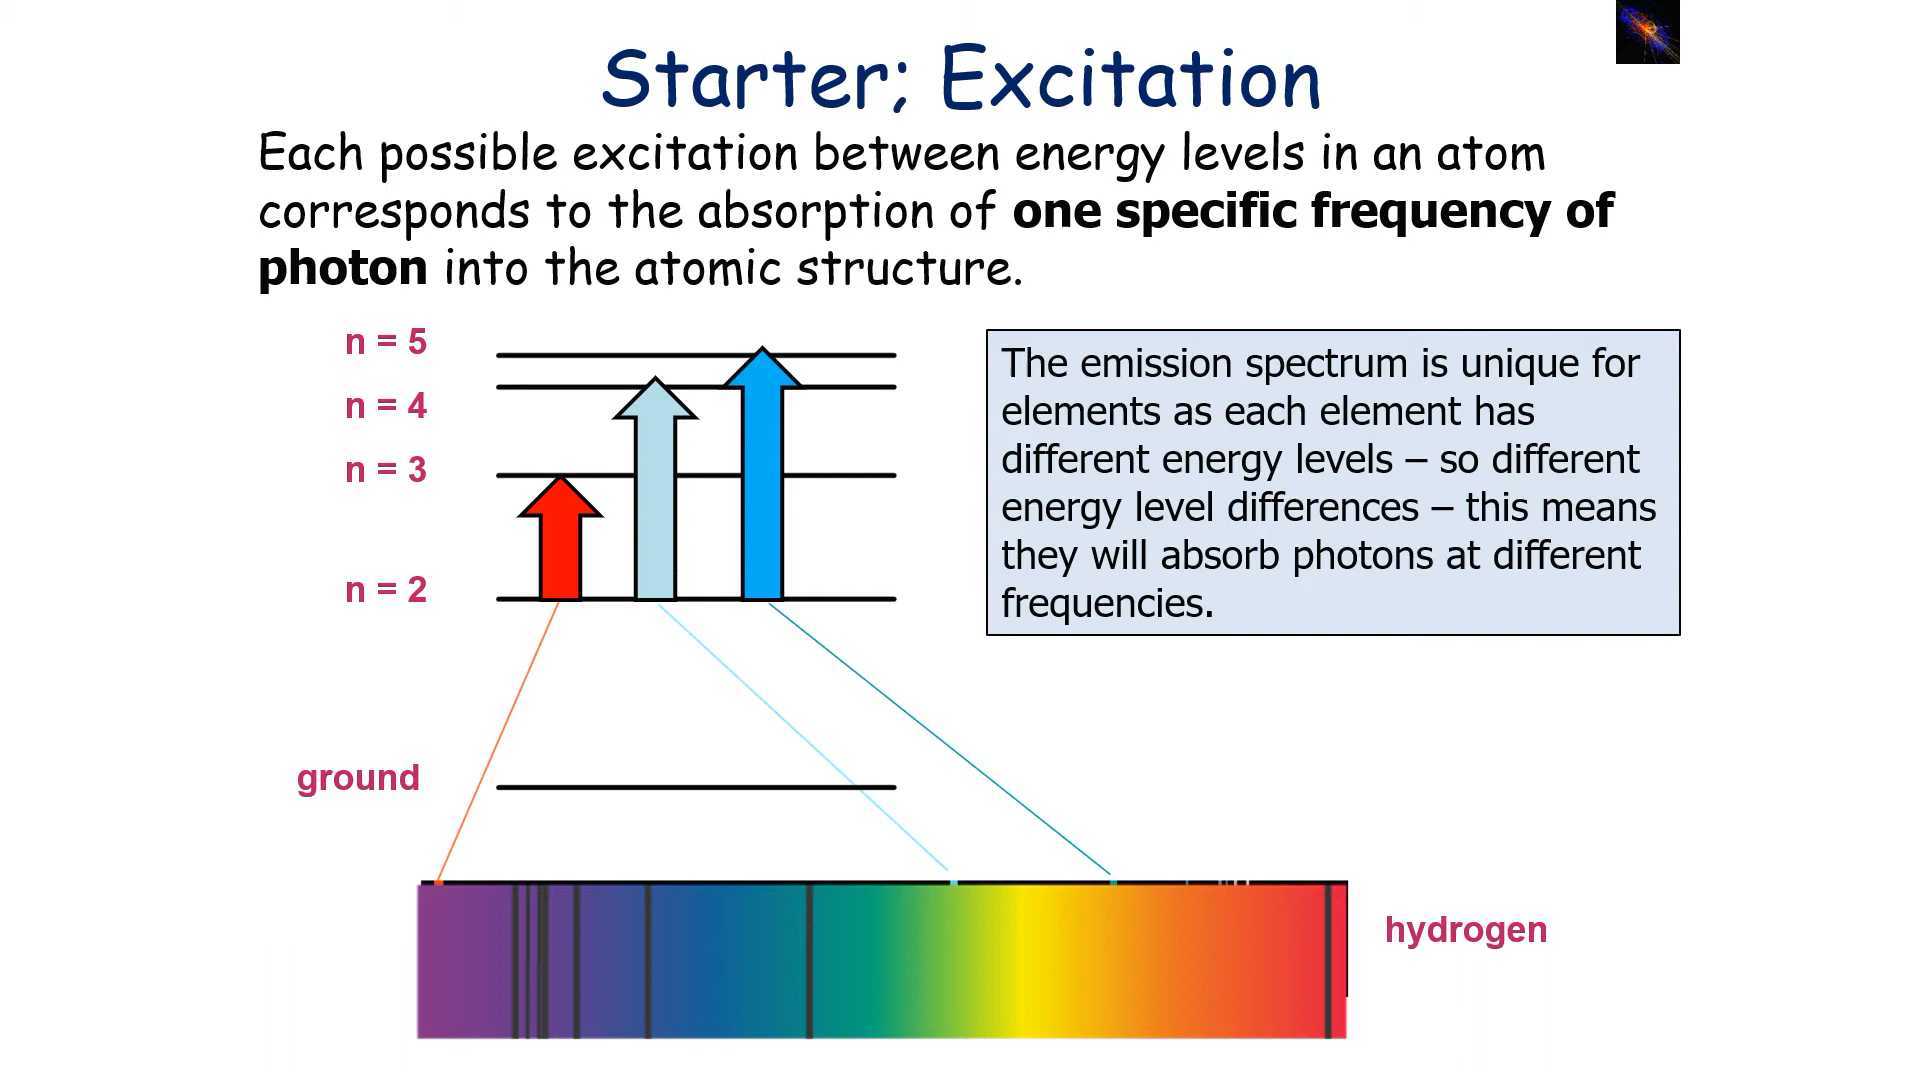 Starter; Excitation
Each possible excitation between energy levels in an atom
corresponds to the absorption of one specific frequency of
photon into the atomic structure.
n = 5
n = 4
n = 3
n = 2
ground
The emission spectrum is unique for
elements as each element has
different energy levels – so different
energy level differences – this means
they will absorb photons at different
frequencies.
hydrogen